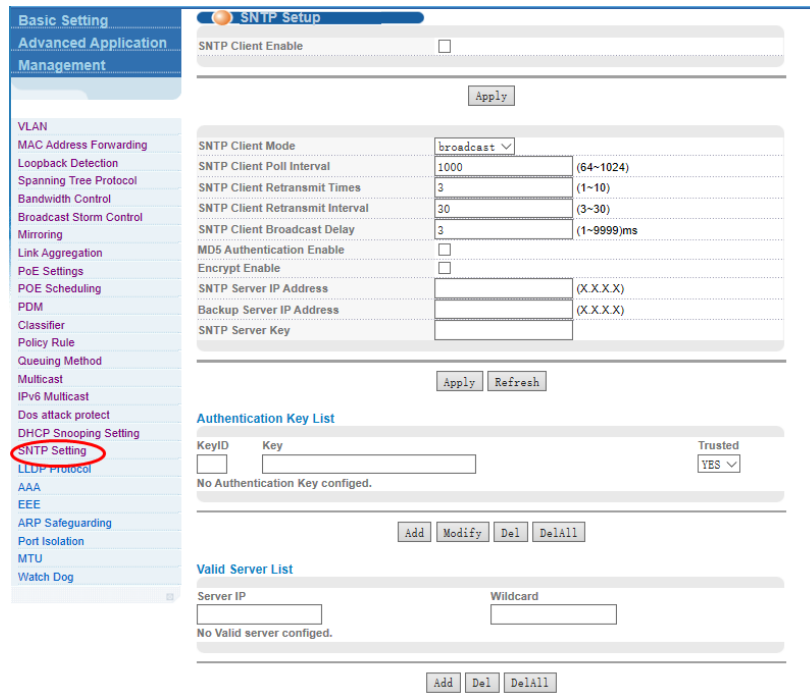 Basic Setting
Advanced Application
Management
VLAN
MAC Address Forwarding
Loopback Detection
Spanning Tree Protocol
Bandwidth Control
Broadcast Storm Control
Mirroring
Link Aggregation
PoE Settings
POE Scheduling
PDM
Classifier
Policy Rule
Queuing Method
Multicast
IPv6 Multicast
Dos attack protect
DHCP Snooping Setting
SNTP Setting
LLDP Protocol
AAA
EEE
ARP Safeguarding
Port Isolation
MTU
Watch Dog
SNTP Setup
SNTP Client Enable
Apply
SNTP Client Mode broadcast
SNTP Client Poll Interval 1000 (64~1024)
SNTP Client Retransmit Times 3 (1~10)
SNTP Client Retransmit Interval 30 (3~30)
SNTP Client Broadcast Delay 3 (1~9999)ms
MD5 Authentication Enable
Encrypt Enable
SNTP Server IP Address (X.X.X.X)
Backup Server IP Address (X.X.X.X)
SNTP Server Key
Apply Refresh
Authentication Key List
KeyID Key Trusted
YES
No Authentication Key configed.
Add Modify Del DelAll
Valid Server List
Server IP Wildcard
No Valid server configed.
Add Del DelAll